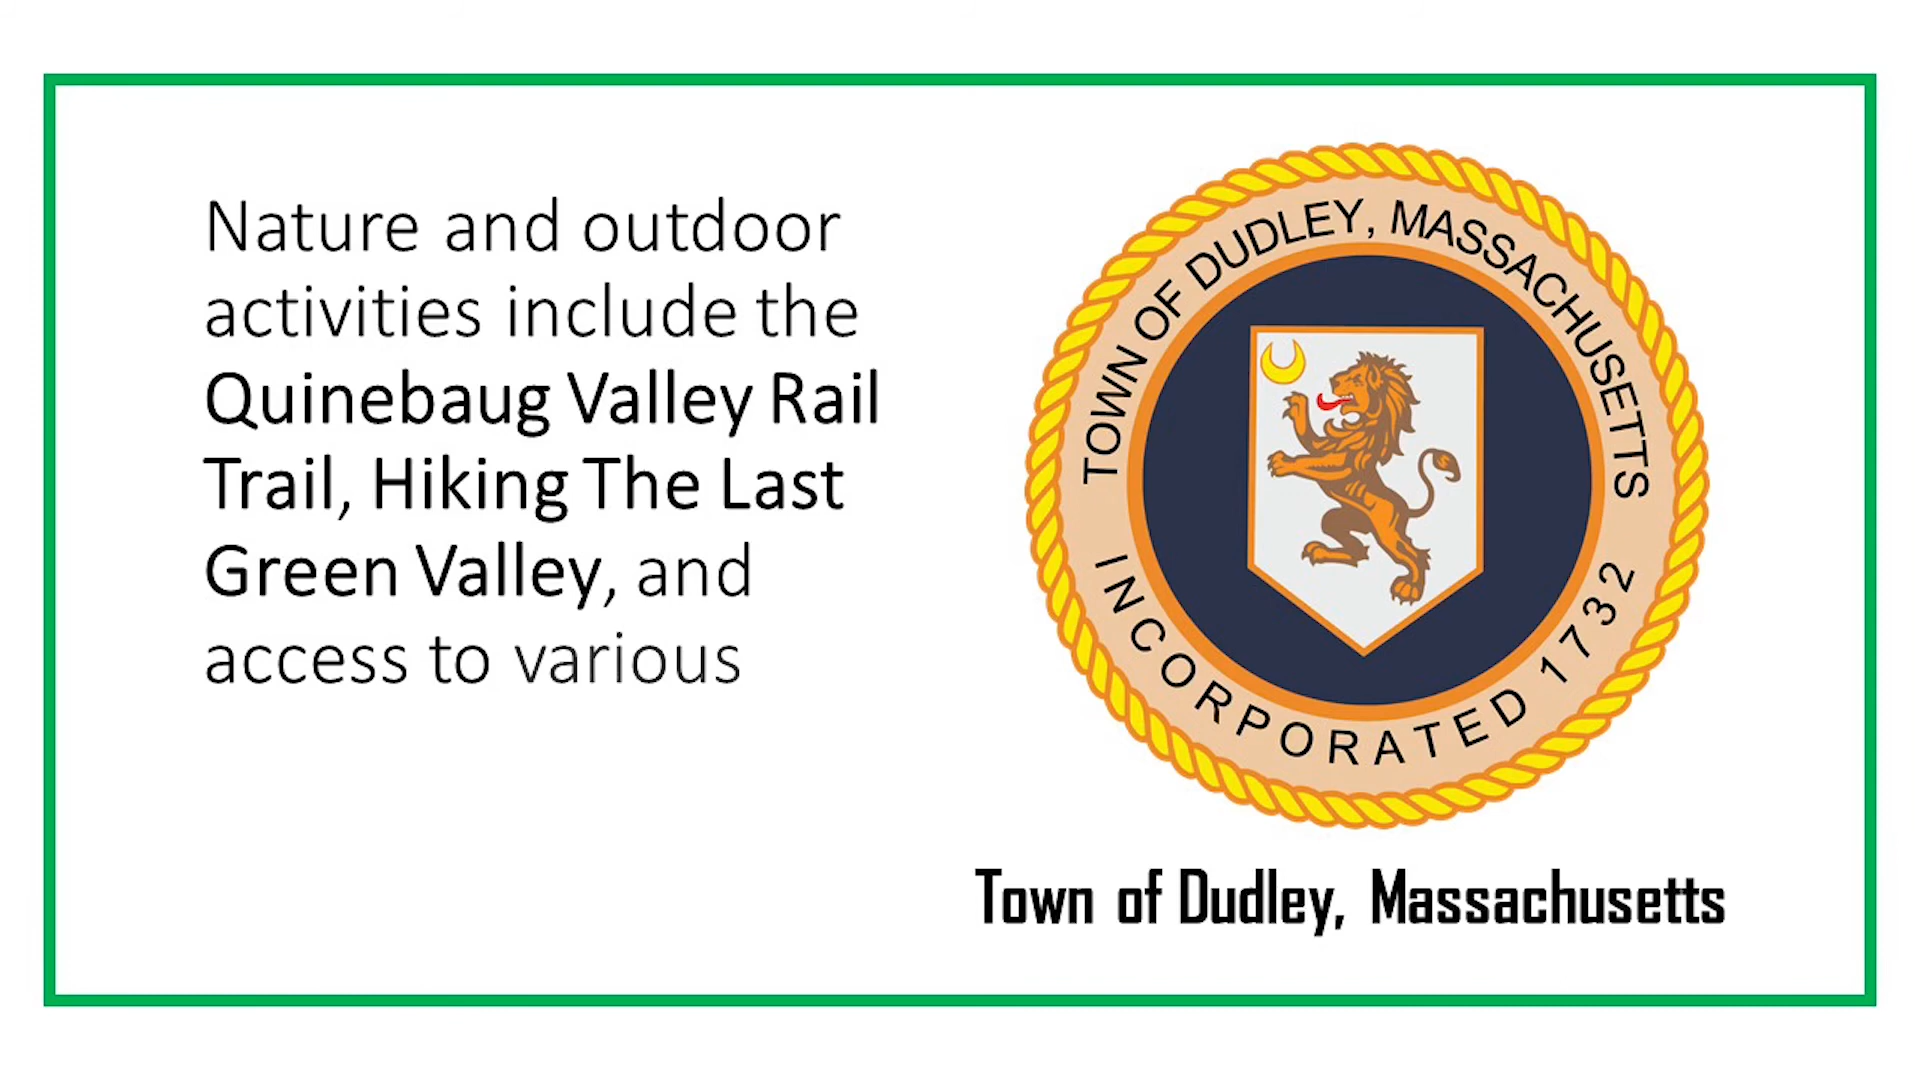 Nature and outdoor
activities include the
Quinebaug Valley Rail
Trail, Hiking The Last
Green Valley, and
access to various
TOWN OF DUDLEY, MASSACHUSETTS
INCORPORATED 1732
Town of Dudley, Massachusetts